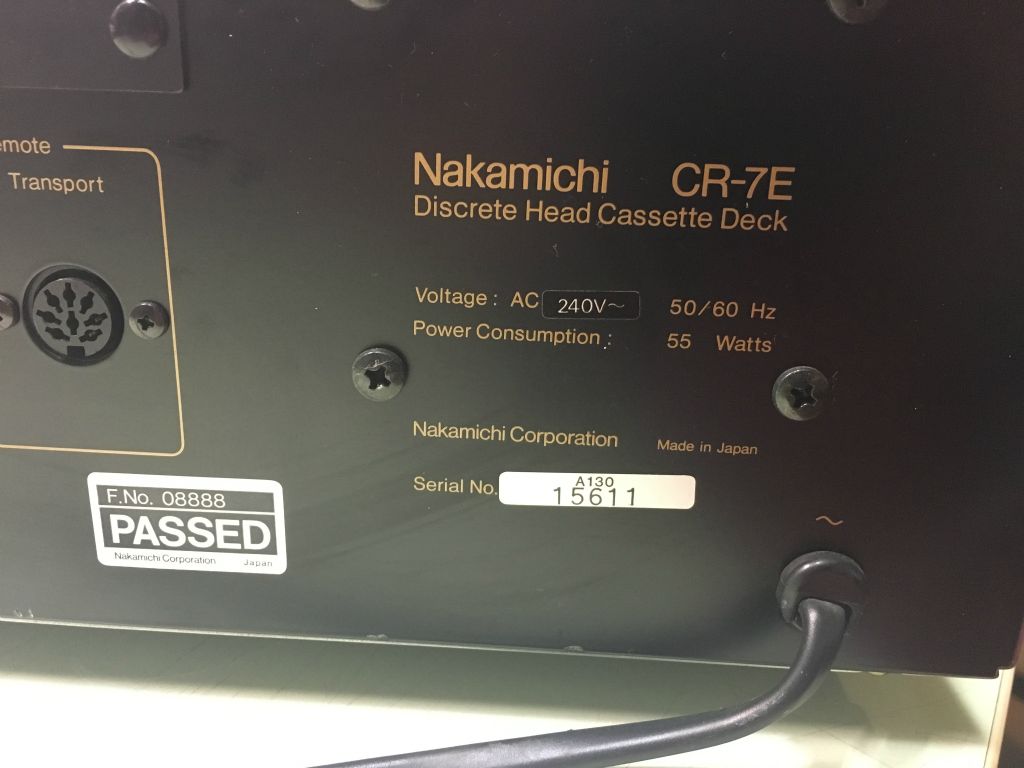 Transport
Nakamichi CR-7E
Discrete Head Cassette Deck
Voltage: AC 240V~ 50/60 Hz
Power Consumption: 55 Watts
Nakamichi Corporation Made in Japan
Serial No. A130
15611
~
F.No. 08888
PASSED
Nakamichi Corporation Japan